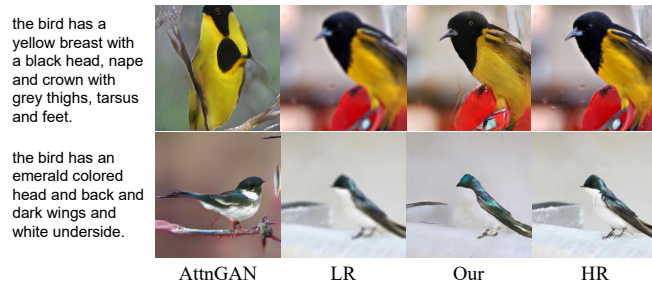 the bird has a
yellow breast with
a black head, nape
and crown with
grey thighs, tarsus
and feet.
the bird has an
emerald colored
head and back and
dark wings and
white underside.
AttnGAN LR Our HR